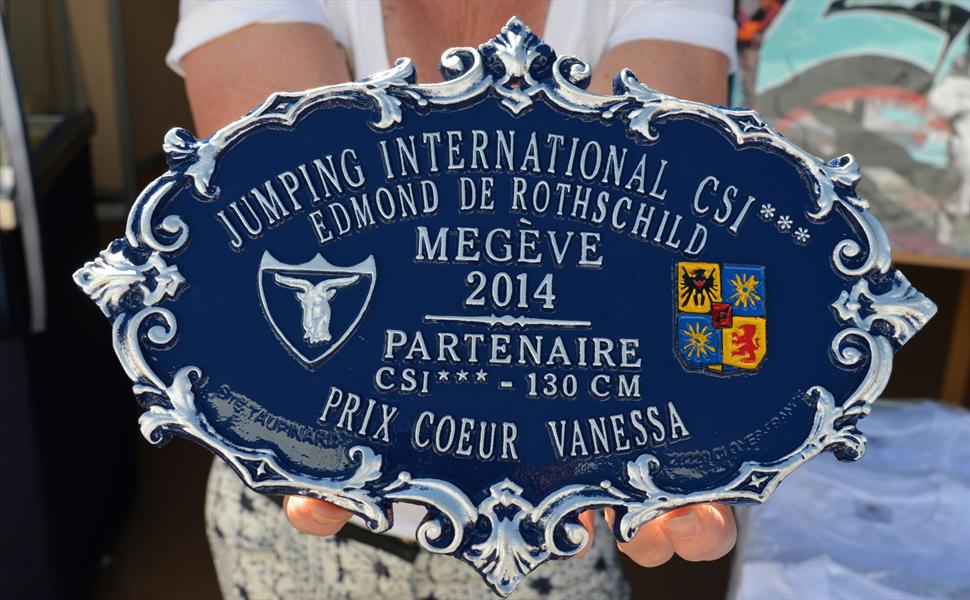 JUMPING INTERNATIONAL CSI***
EDMOND DE ROTHSCHILD
MEGÈVE
2014
PARTENAIRE
CSI*** - 130 CM
PRIX COEUR VANESSA